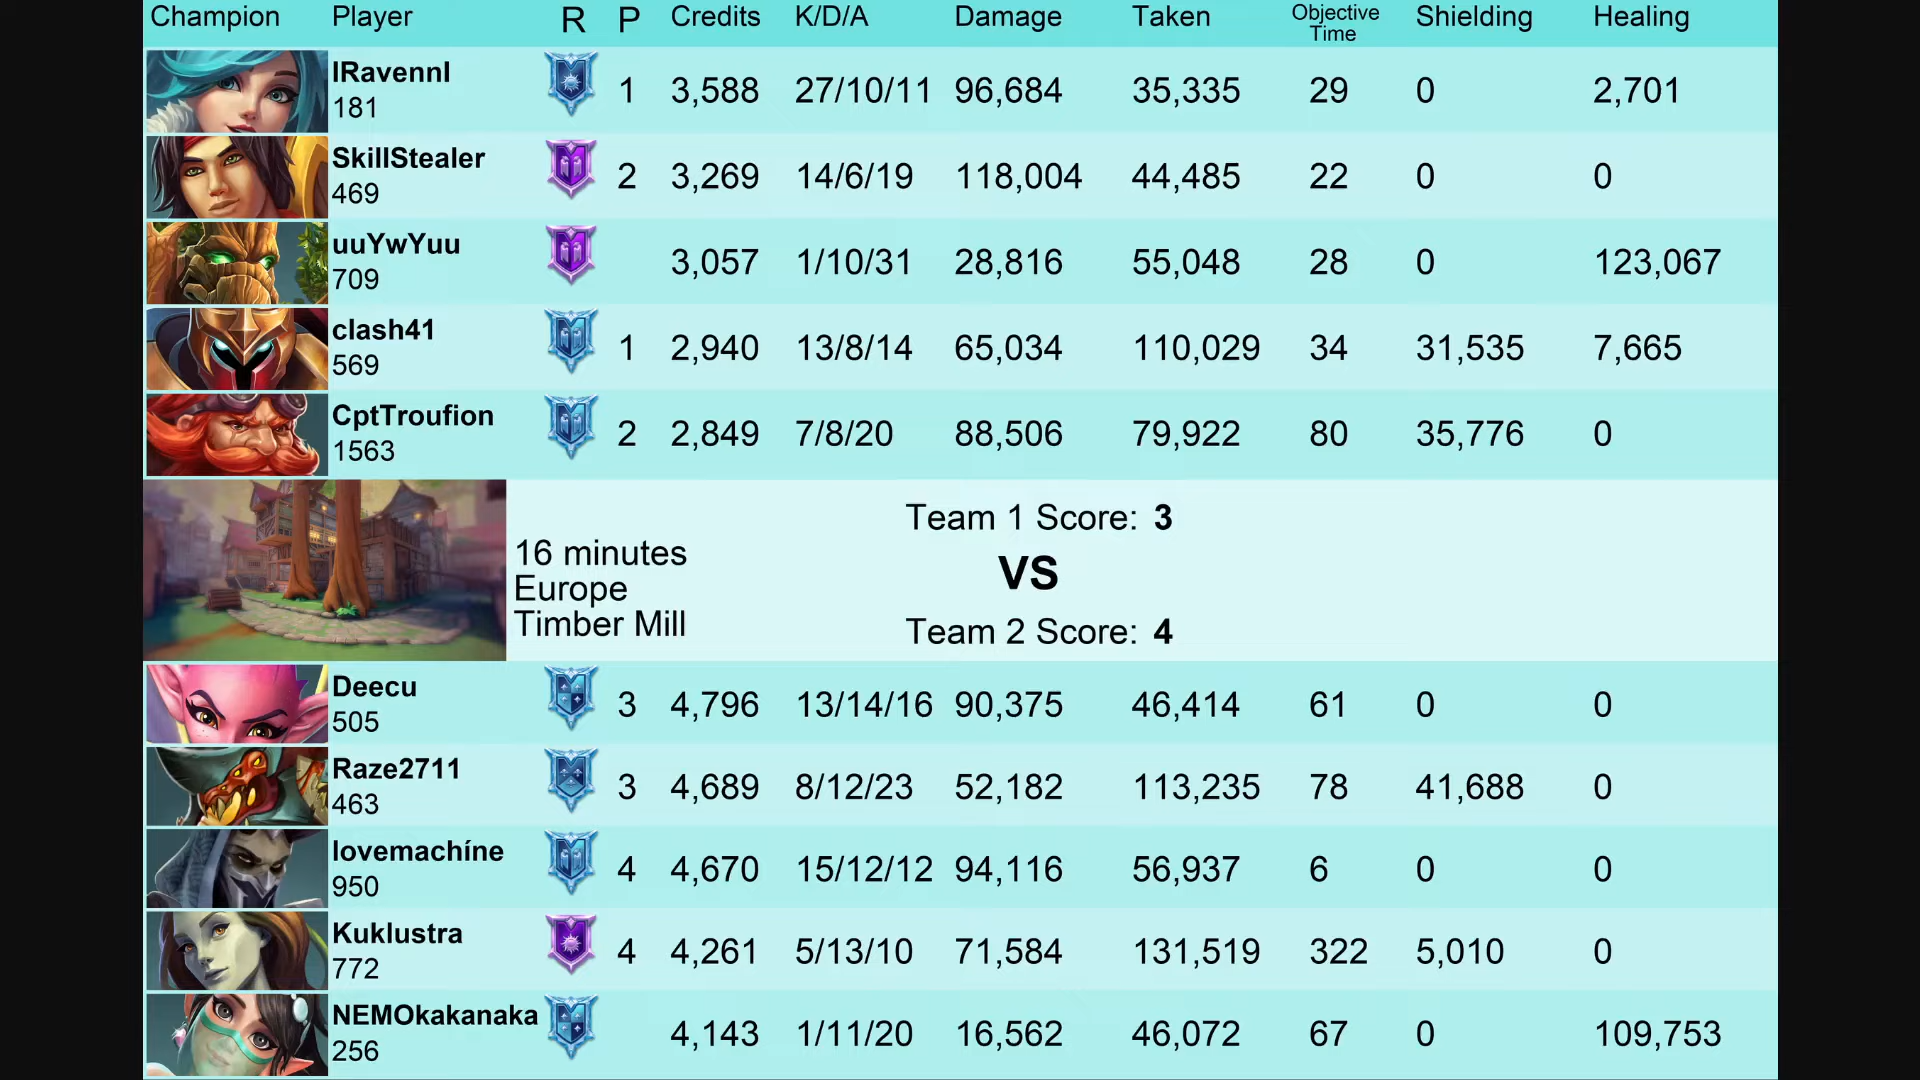 Champion Player R P Credits K/D/A Damage Taken Objective Time Shielding Healing
IRavennI
181
1 3,588 27/10/11 96,684 35,335 29 0 2,701
SkillStealer
469
2 3,269 14/6/19 118,004 44,485 22 0 0
uuYwYuu
709
3,057 1/10/31 28,816 55,048 28 0 123,067
clash41
569
1 2,940 13/8/14 65,034 110,029 34 31,535 7,665
CptTroufion
1563
2 2,849 7/8/20 88,506 79,922 80 35,776 0
16 minutes
Europe
Timber Mill
Team 1 Score: 3
VS
Team 2 Score: 4
Deecu
505
3 4,796 13/14/16 90,375 46,414 61 0 0
Raze2711
463
3 4,689 8/12/23 52,182 113,235 78 41,688 0
lovemachíne
950
4 4,670 15/12/12 94,116 56,937 6 0 0
Kuklustra
772
4 4,261 5/13/10 71,584 131,519 322 5,010 0
NEMOkakanaka
256
4,143 1/11/20 16,562 46,072 67 0 109,753